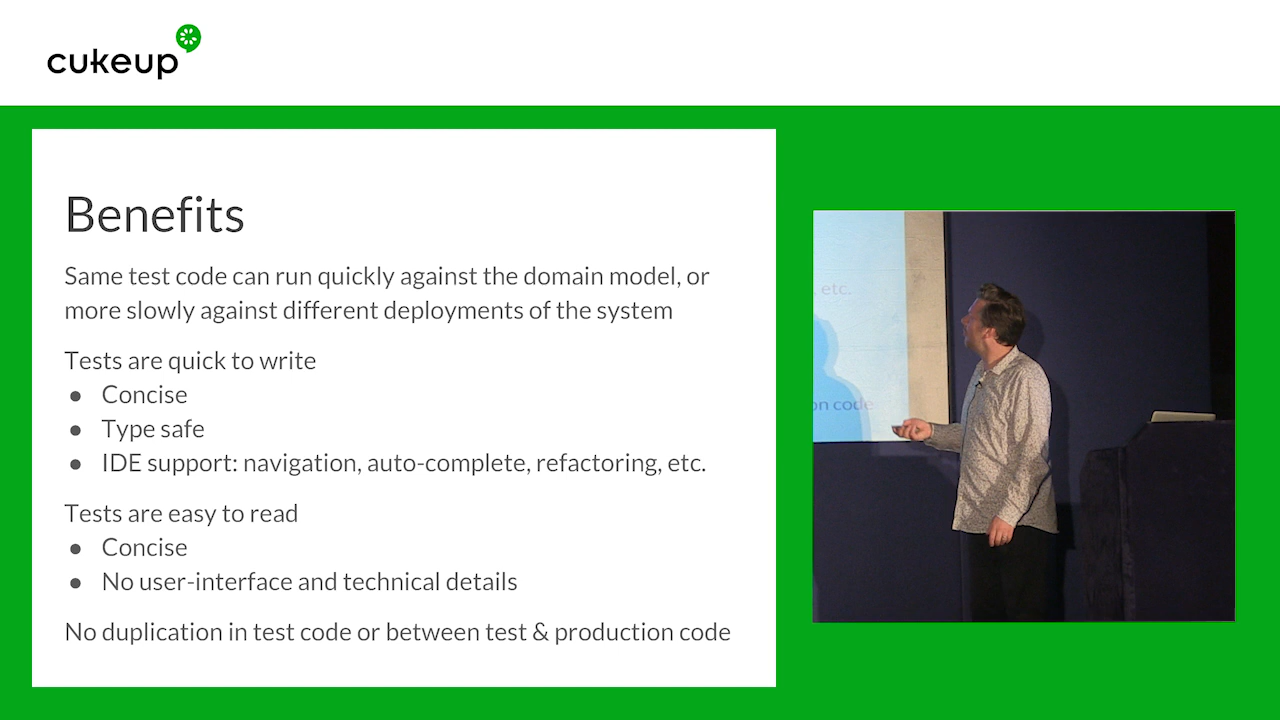 cukeup
Benefits
Same test code can run quickly against the domain model, or
more slowly against different deployments of the system
Tests are quick to write
● Concise
● Type safe
● IDE support: navigation, auto-complete, refactoring, etc.
Tests are easy to read
● Concise
● No user-interface and technical details
No duplication in test code or between test & production code
, etc.
on code